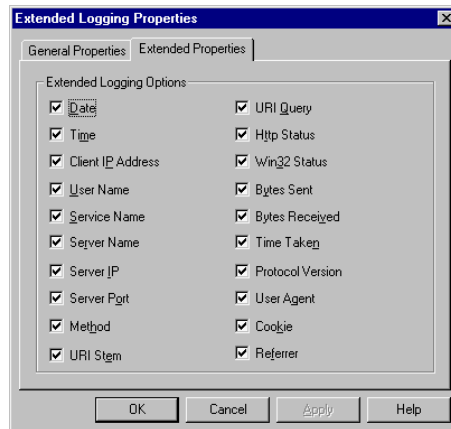 Extended Logging Properties
General Properties
Extended Properties
Extended Logging Options
Date
URI Query
Time
Http Status
Client IP Address
Win32 Status
User Name
Bytes Sent
Service Name
Bytes Received
Server Name
Time Taken
Server IP
Protocol Version
Server Port
User Agent
Method
Cookie
URI Stem
Referrer
OK
Cancel
Apply
Help